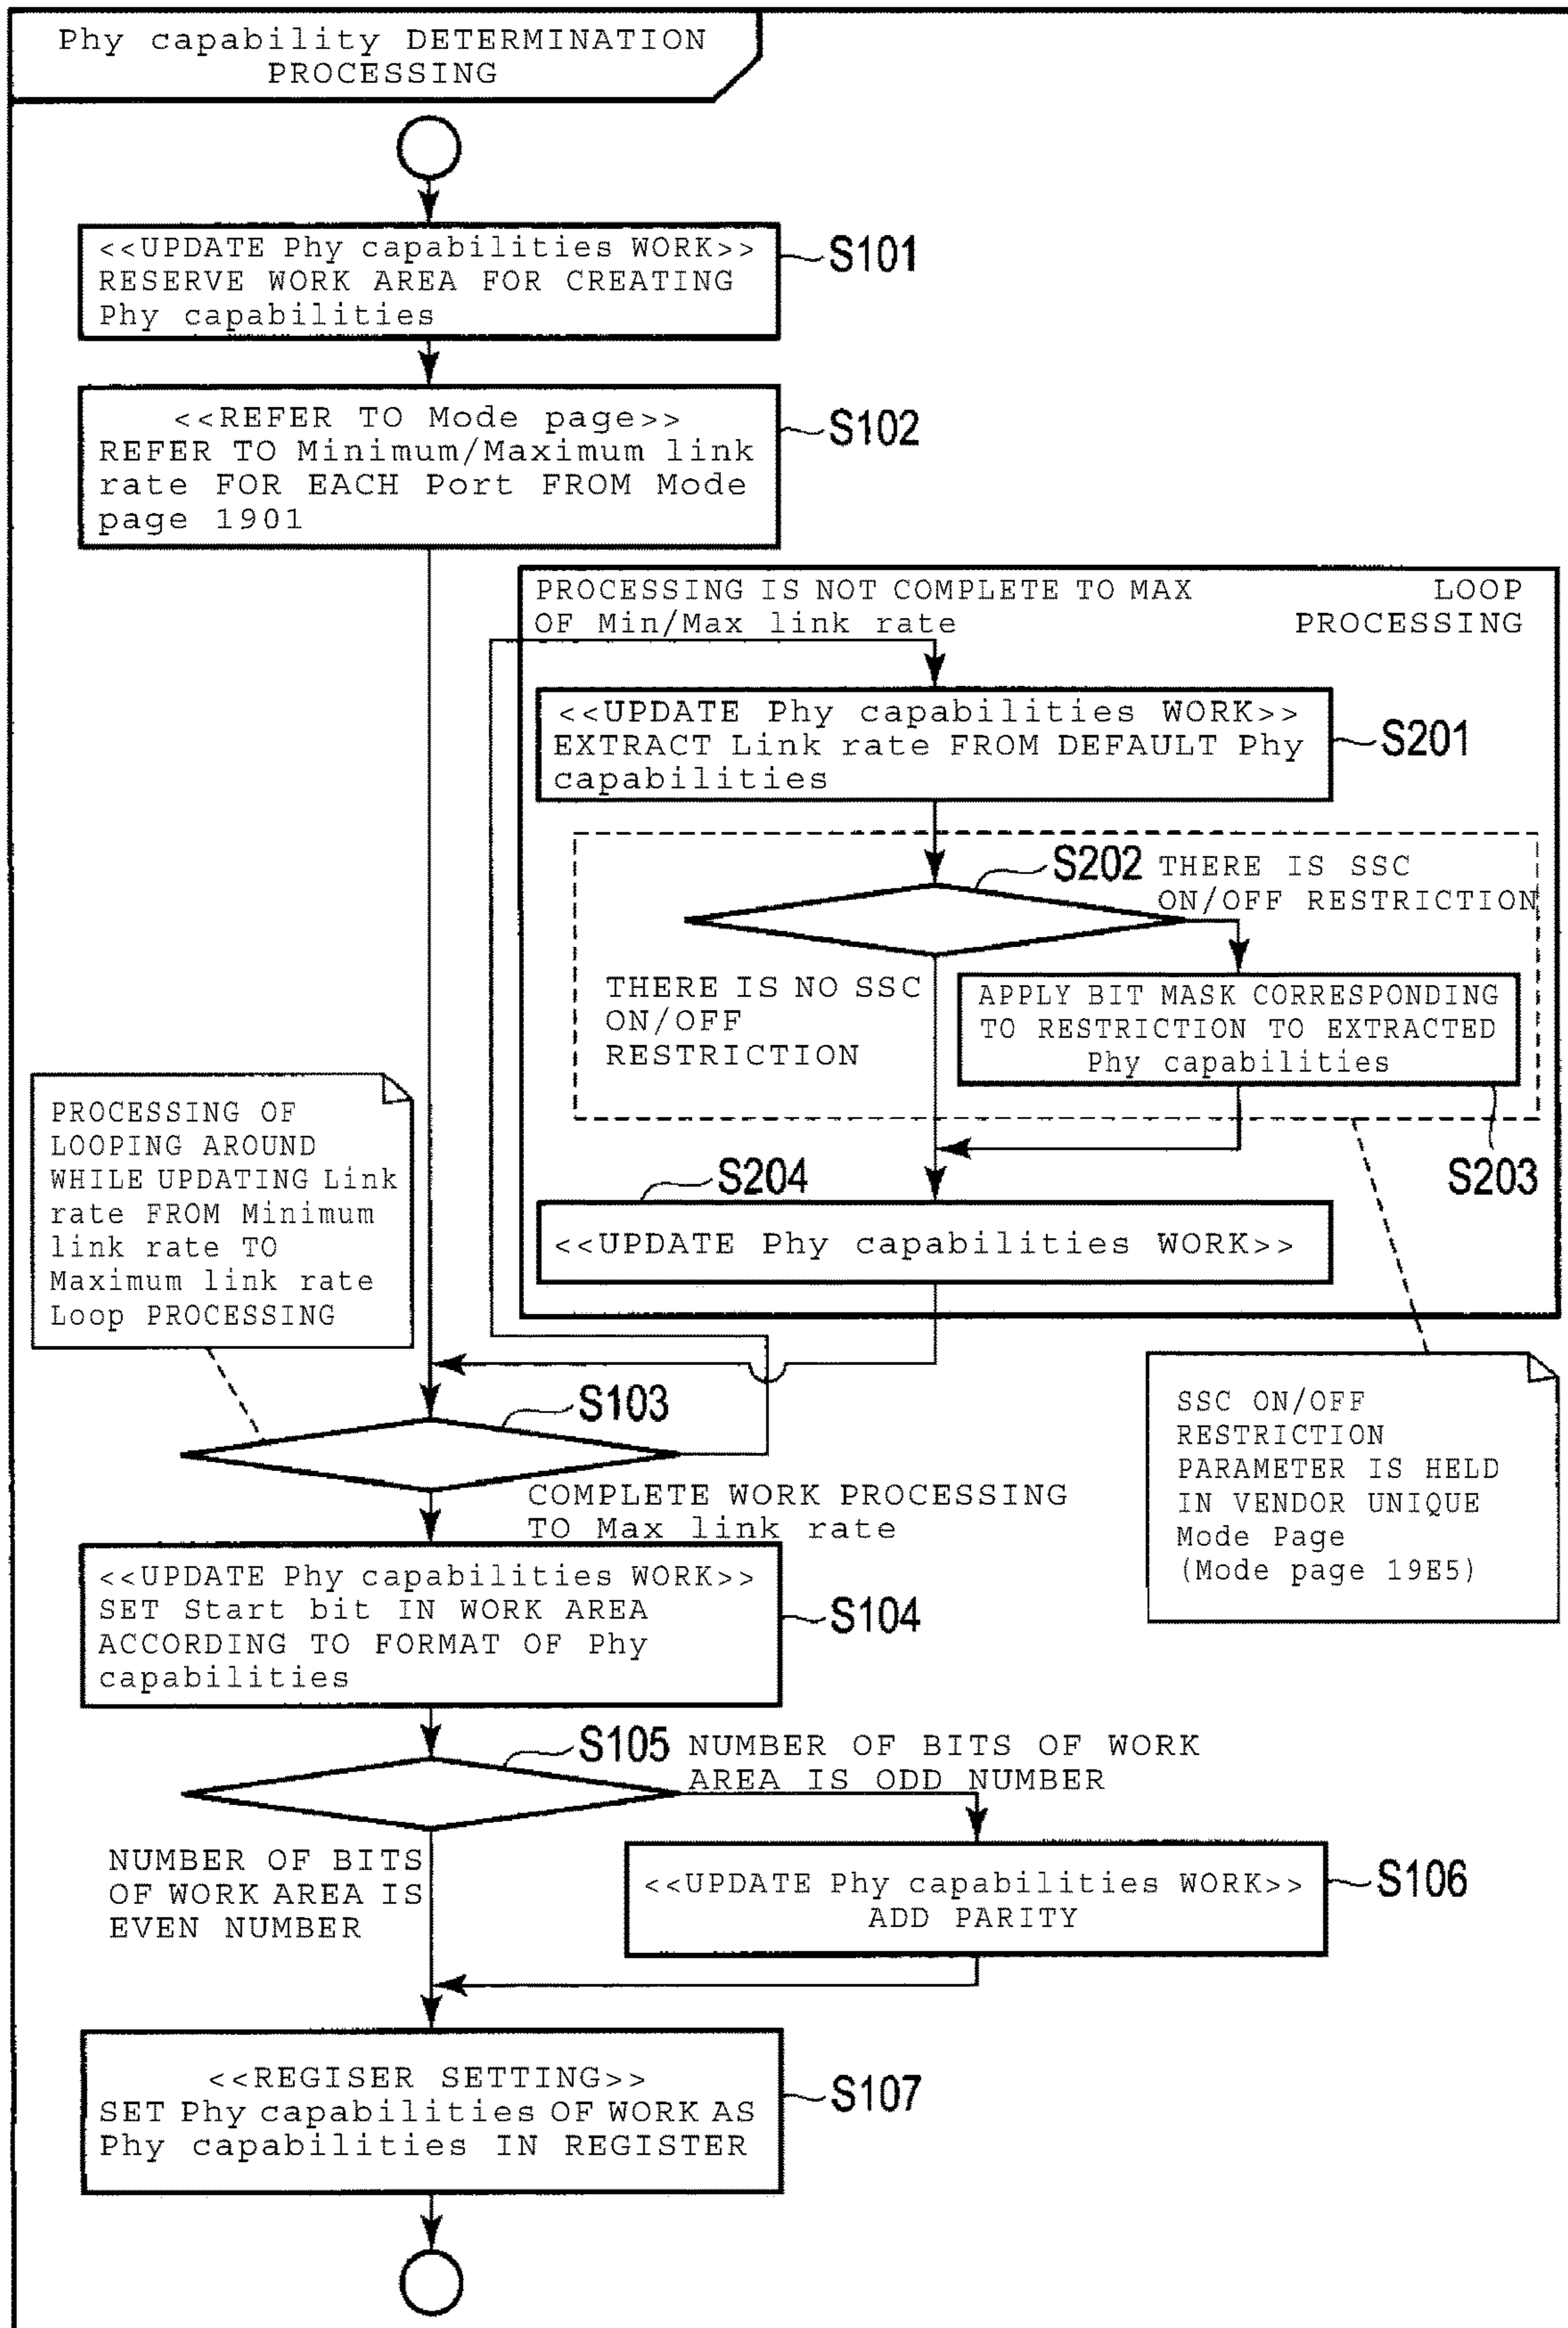 Phy capability DETERMINATION
PROCESSING
<<UPDATE Phy capabilities WORK>>
RESERVE WORK AREA FOR CREATING
Phy capabilities
S101
<<REFER TO Mode page>>
REFER TO Minimum/Maximum link
rate FOR EACH Port FROM Mode
page 1901
S102
PROCESSING IS NOT COMPLETE TO MAX
OF Min/Max link rate
LOOP
PROCESSING
<<UPDATE Phy capabilities WORK>>
EXTRACT Link rate FROM DEFAULT Phy
capabilities
S201
S202
THERE IS SSC
ON/OFF RESTRICTION
THERE IS NO SSC
ON/OFF
RESTRICTION
APPLY BIT MASK CORRESPONDING
TO RESTRICTION TO EXTRACTED
Phy capabilities
S203
S204
<<UPDATE Phy capabilities WORK>>
PROCESSING OF
LOOPING AROUND
WHILE UPDATING Link
rate FROM Minimum
link rate TO
Maximum link rate
Loop PROCESSING
S103
COMPLETE WORK PROCESSING
TO Max link rate
SSC ON/OFF
RESTRICTION
PARAMETER IS HELD
IN VENDOR UNIQUE
Mode Page
(Mode page 19E5)
<<UPDATE Phy capabilities WORK>>
SET Start bit IN WORK AREA
ACCORDING TO FORMAT OF Phy
capabilities
S104
S105
NUMBER OF BITS OF WORK
AREA IS ODD NUMBER
NUMBER OF BITS
OF WORK AREA IS
EVEN NUMBER
<<UPDATE Phy capabilities WORK>>
ADD PARITY
S106
<<REGISER SETTING>>
SET Phy capabilities OF WORK AS
Phy capabilities IN REGISTER
S107